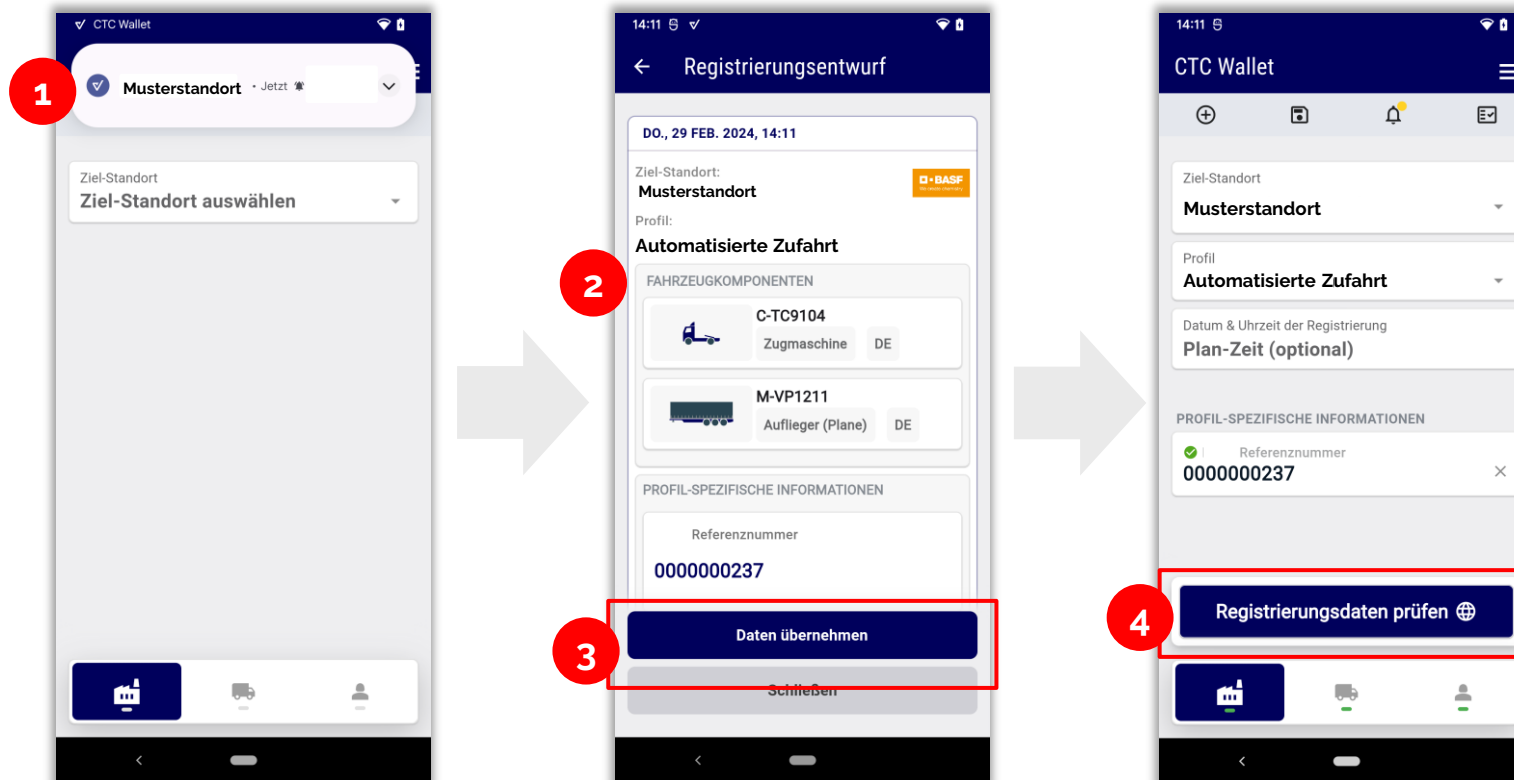 CTC Wallet
1
Musterstandort • Jetzt
Ziel-Standort
Ziel-Standort auswählen
14:11
Registrierungsentwurf
DO., 29 FEB. 2024, 14:11
Ziel-Standort:
Musterstandort
BASF
Profil:
Automatisierte Zufahrt
2
FAHRZEUGKOMPONENTEN
C-TC9104
Zugmaschine DE
M-VP1211
Auflieger (Plane) DE
PROFIL-SPEZIFISCHE INFORMATIONEN
Referenznummer
0000000237
3
Daten übernehmen
Schließen
14:11
CTC Wallet
Ziel-Standort
Musterstandort
Profil
Automatisierte Zufahrt
Datum & Uhrzeit der Registrierung
Plan-Zeit (optional)
PROFIL-SPEZIFISCHE INFORMATIONEN
Referenznummer
0000000237
4
Registrierungsdaten prüfen